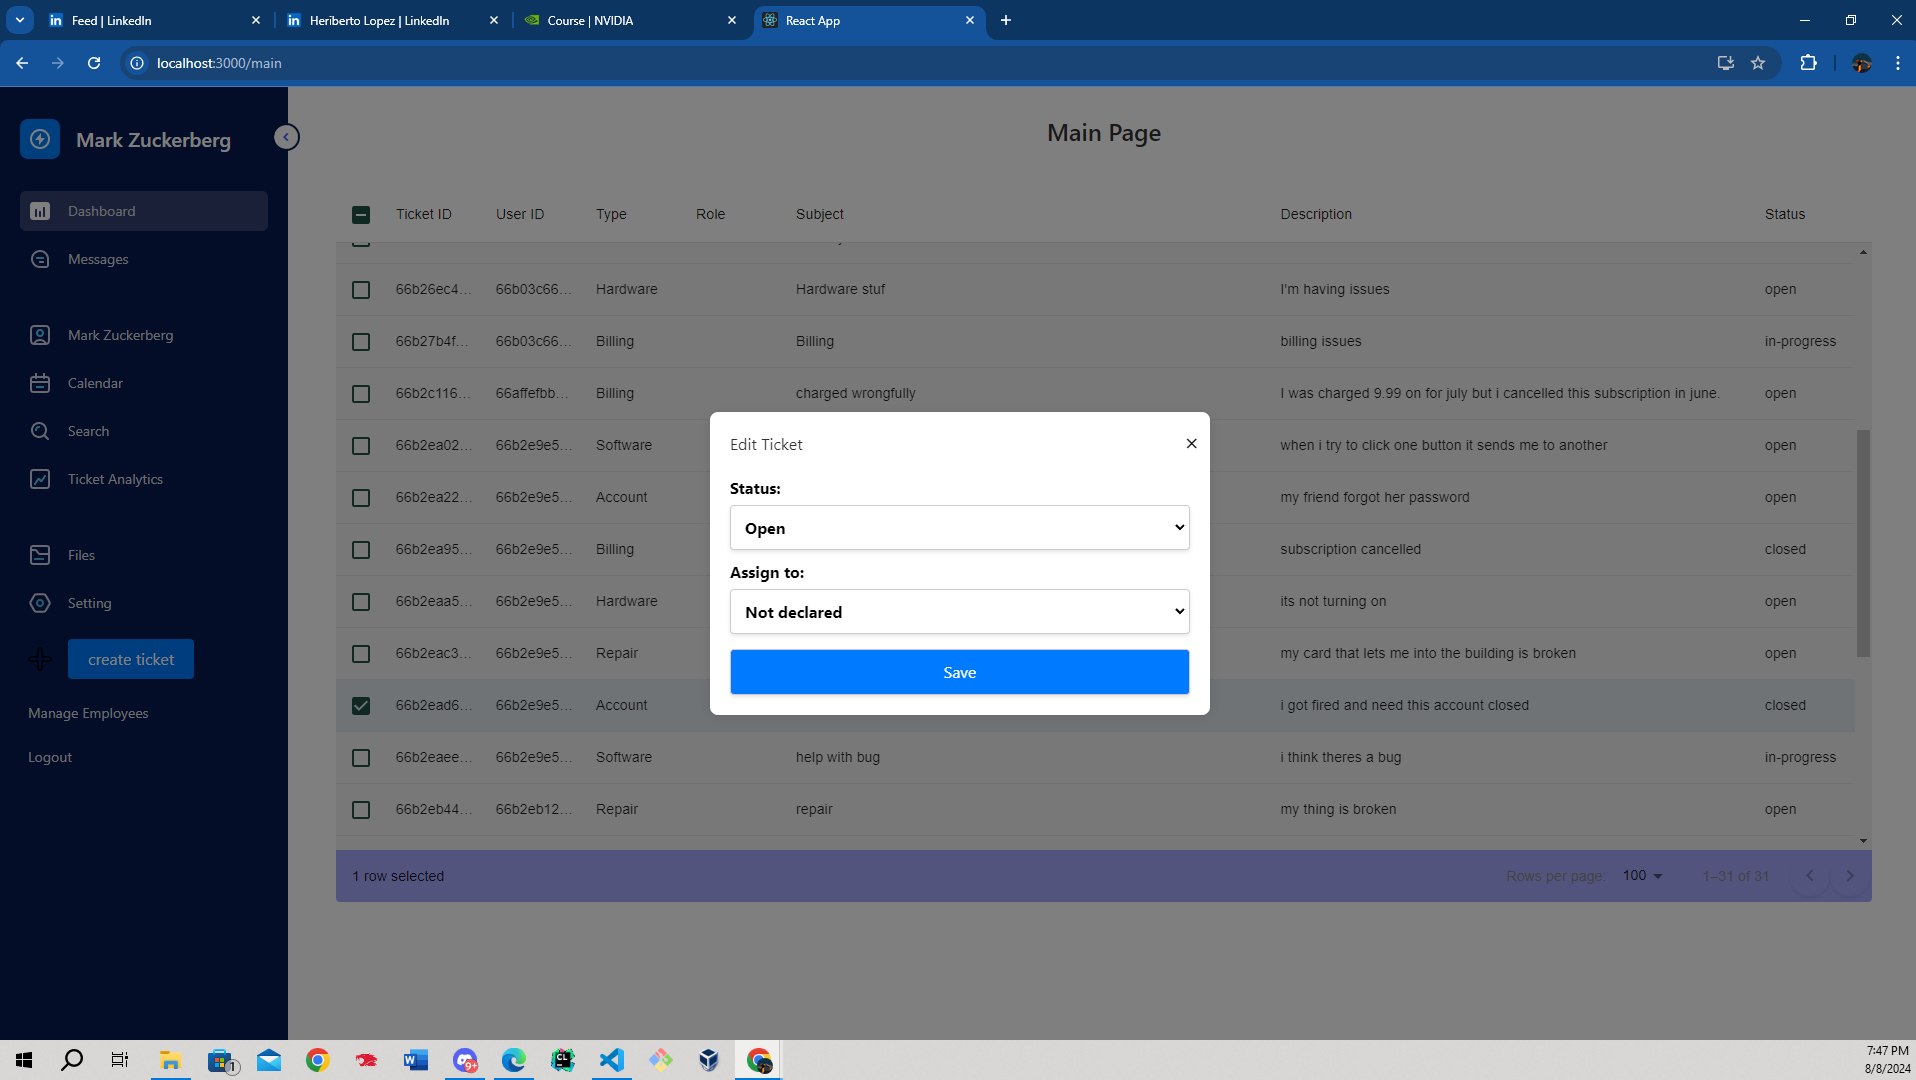 Feed | LinkedIn
Heriberto Lopez | LinkedIn
Course | NVIDIA
React App
localhost:3000/main
Mark Zuckerberg
Dashboard
Messages
Mark Zuckerberg
Calendar
Search
Ticket Analytics
Files
Setting
create ticket
Manage Employees
Logout
Main Page
Ticket ID User ID Type Role Subject Description Status
66b26ec4... 66b03c66... Hardware Hardware stuf I'm having issues open
66b27b4f... 66b03c66... Billing Billing billing issues in-progress
66b2c116... 66affefbb... Billing charged wrongfully I was charged 9.99 on for july but i cancelled this subscription in june. open
66b2ea02... 66b2e9e5... Software when i try to click one button it sends me to another open
66b2ea22... 66b2e9e5... Account my friend forgot her password open
66b2ea95... 66b2e9e5... Billing subscription cancelled closed
66b2eaa5... 66b2e9e5... Hardware its not turning on open
66b2eac3... 66b2e9e5... Repair my card that lets me into the building is broken open
66b2ead6... 66b2e9e5... Account i got fired and need this account closed closed
66b2eaee... 66b2e9e5... Software help with bug i think theres a bug in-progress
66b2eb44... 66b2eb12... Repair repair my thing is broken open
1 row selected Rows per page: 100 1–31 of 31
Edit Ticket
Status:
Open
Assign to:
Not declared
Save
1
W
9+
CL
7:47 PM
8/8/2024